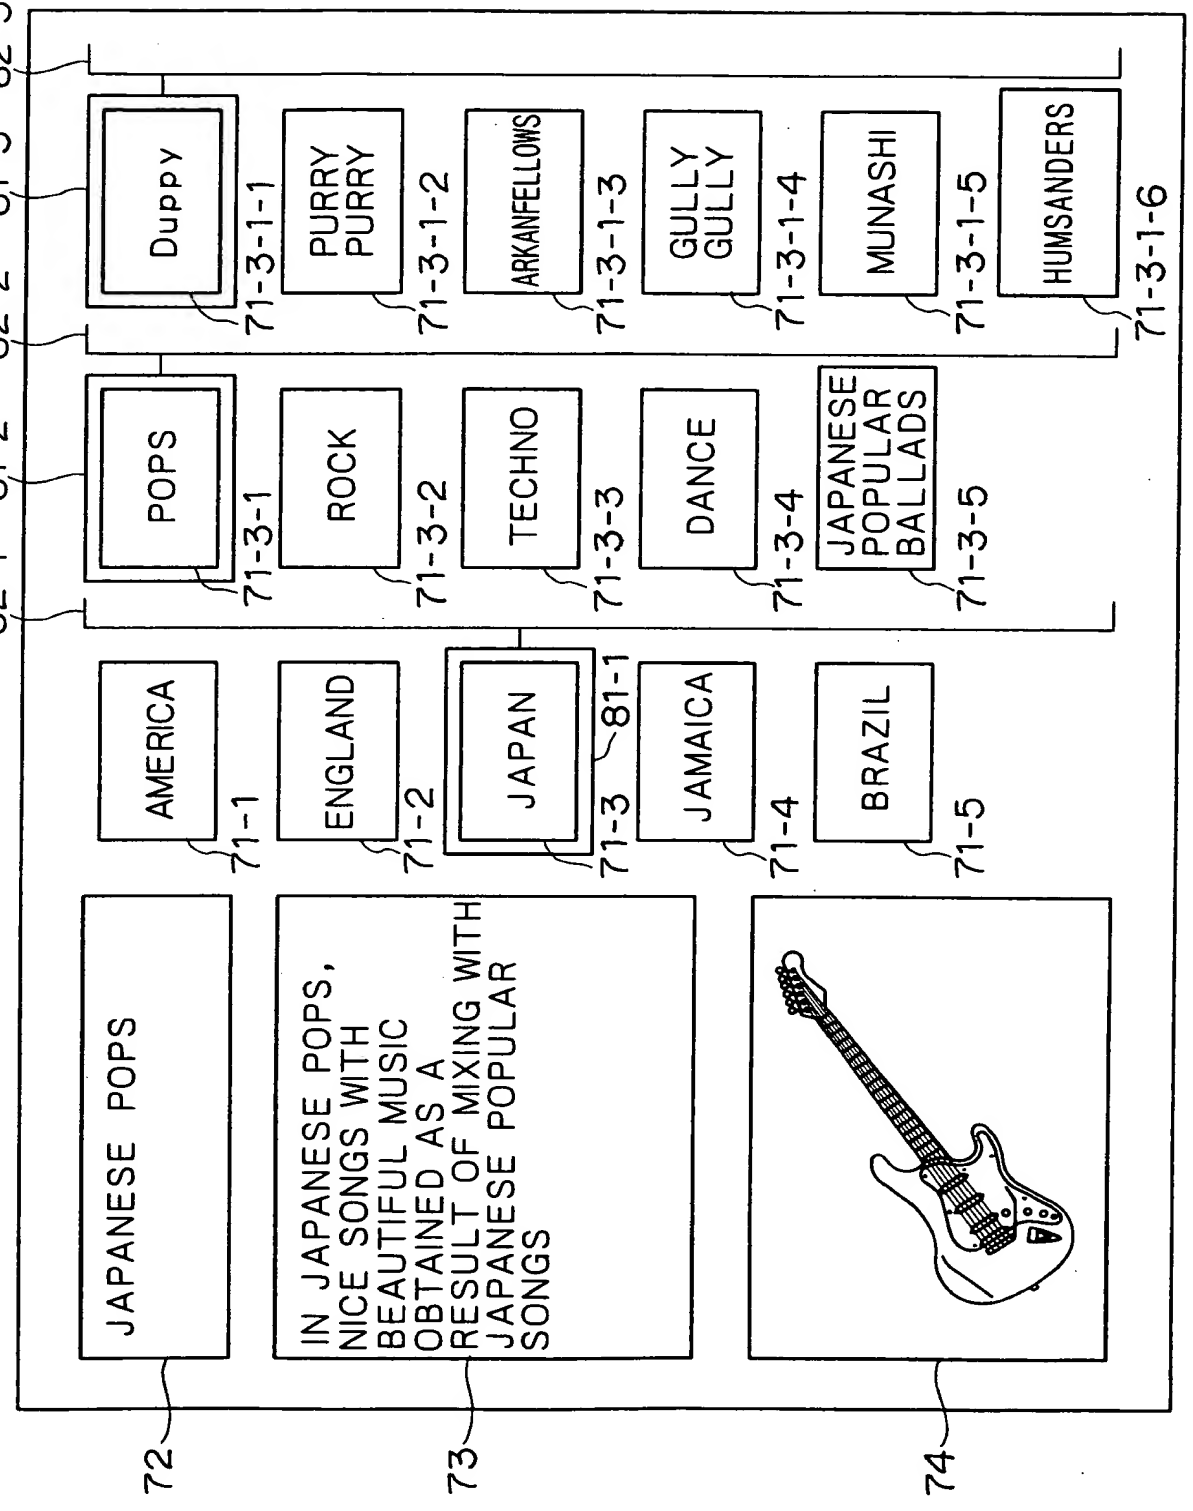 JAPANESE POPS
72
IN JAPANESE POPS,
NICE SONGS WITH
BEAUTIFUL MUSIC
OBTAINED AS A
RESULT OF MIXING WITH
JAPANESE POPULAR
SONGS
73
74
AMERICA
71-1
ENGLAND
71-2
JAPAN
71-3
81-1
JAMAICA
71-4
BRAZIL
71-5
POPS
71-3-1
ROCK
71-3-2
TECHNO
71-3-3
DANCE
71-3-4
JAPANESE
POPULAR
BALLADS
71-3-5
Duppy
71-3-1-1
PURRY
PURRY
71-3-1-2
ARKANFELLOWS
71-3-1-3
GULLY
GULLY
71-3-1-4
MUNASHI
71-3-1-5
HUMSANDERS
71-3-1-6